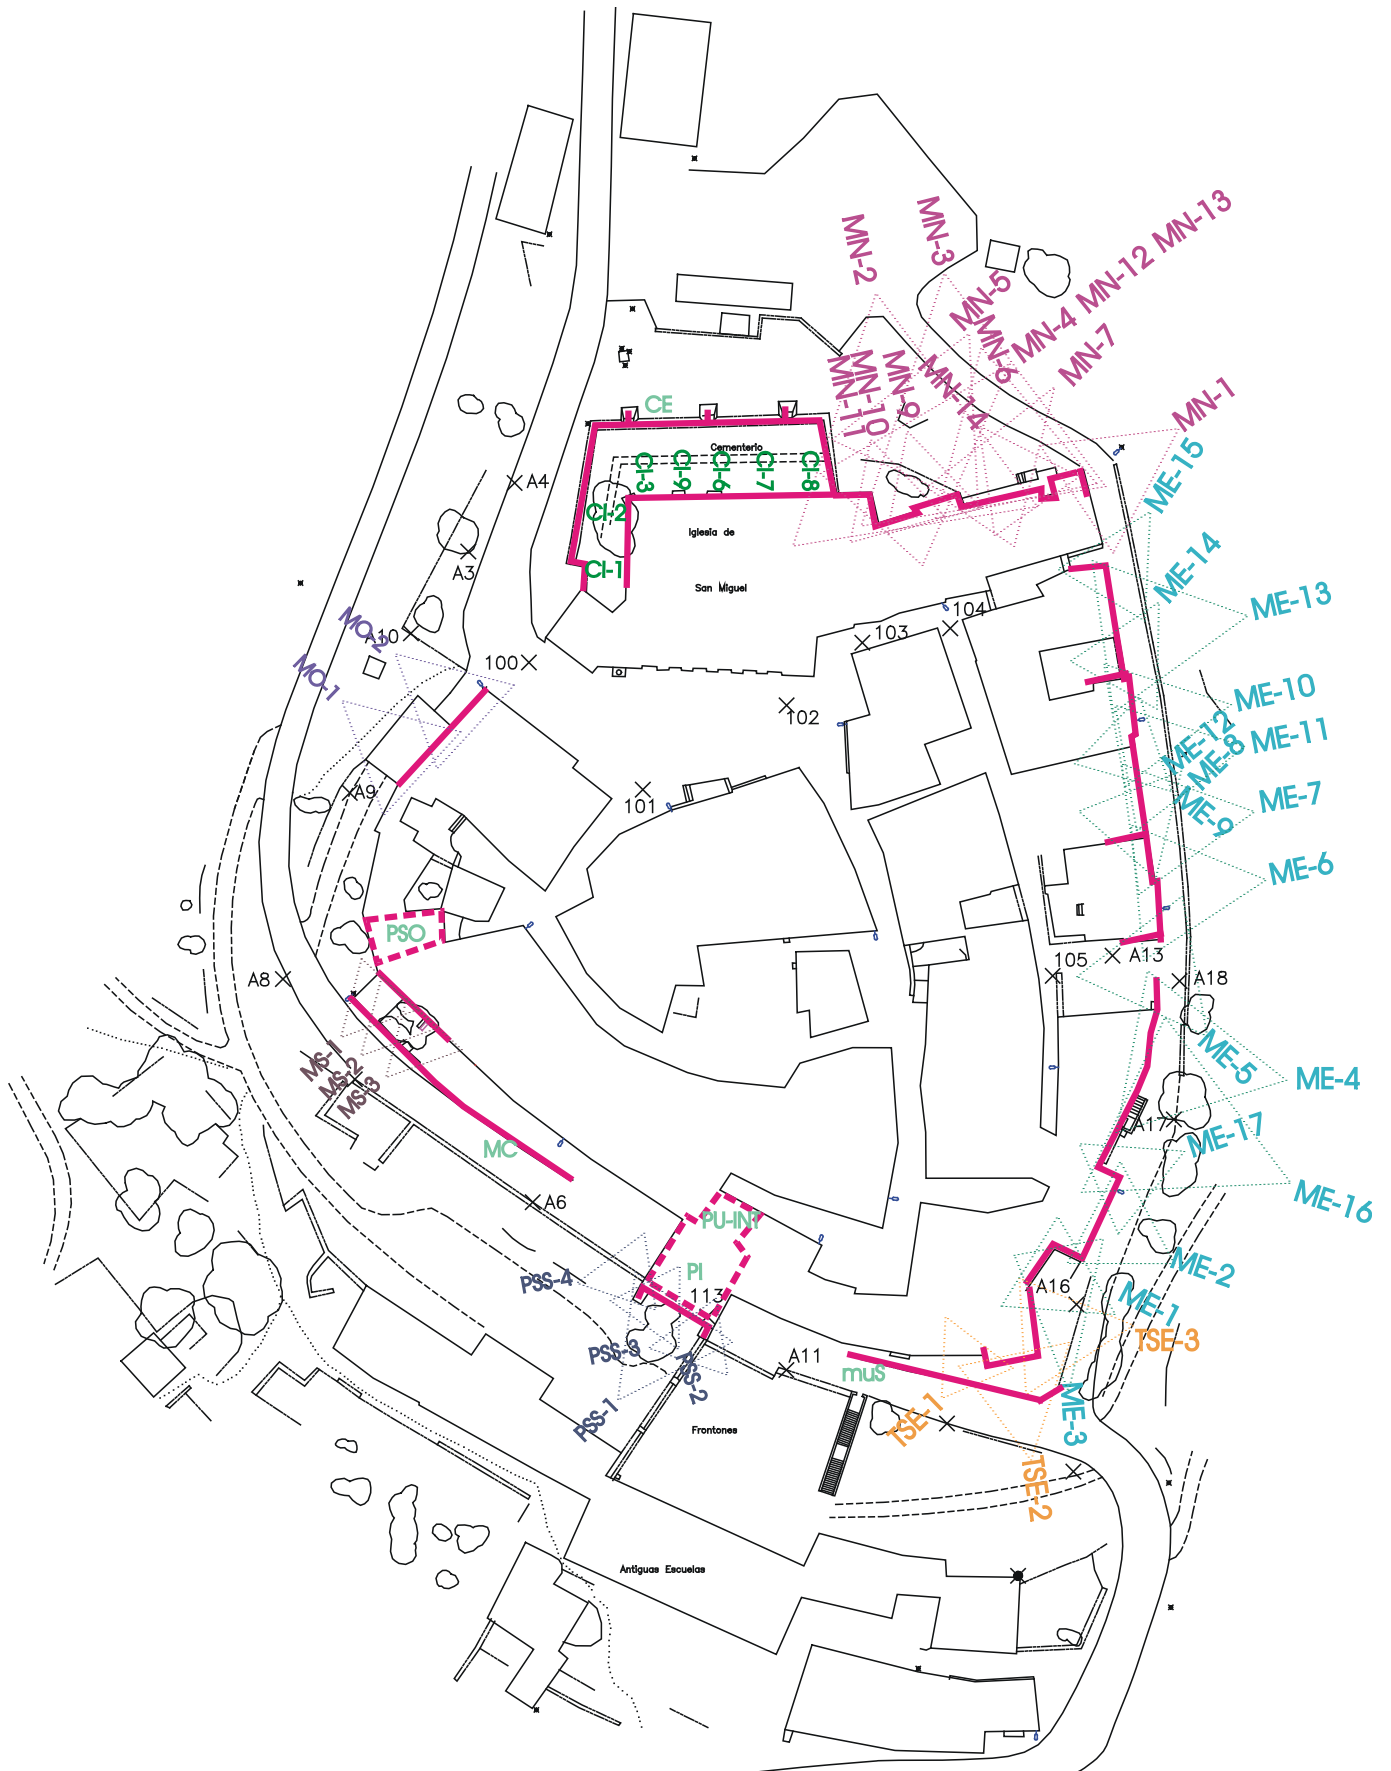 MN-13
MN-3
MN-2
MN-12
MN-5
MN-4
MN-6
MN-7
MN-11
MN-10
MN-9
MN-14
MN-1
CE
Cementerio
ME-15
CI-3
CI-9
CI-6
CI-7
CI-8
A4
CI-2
Iglesia de
San Miguel
ME-14
A3
CI-1
ME-13
MO-2
A10
104
103
100
MO-1
ME-10
102
ME-12
ME-11
ME-8
A9
101
ME-7
ME-9
ME-6
PSO
A13
105
A8
A18
MS-1
MS-2
MS-3
ME-5
ME-4
A17
ME-17
MC
ME-16
A6
PU-INT
PI
PSS-4
113
A16
ME-2
ME-1
TSE-3
PSS-3
A11
muS
PSS-2
PSS-1
TSE-1
ME-3
Frontones
TSE-2
Antiguas Escuelas